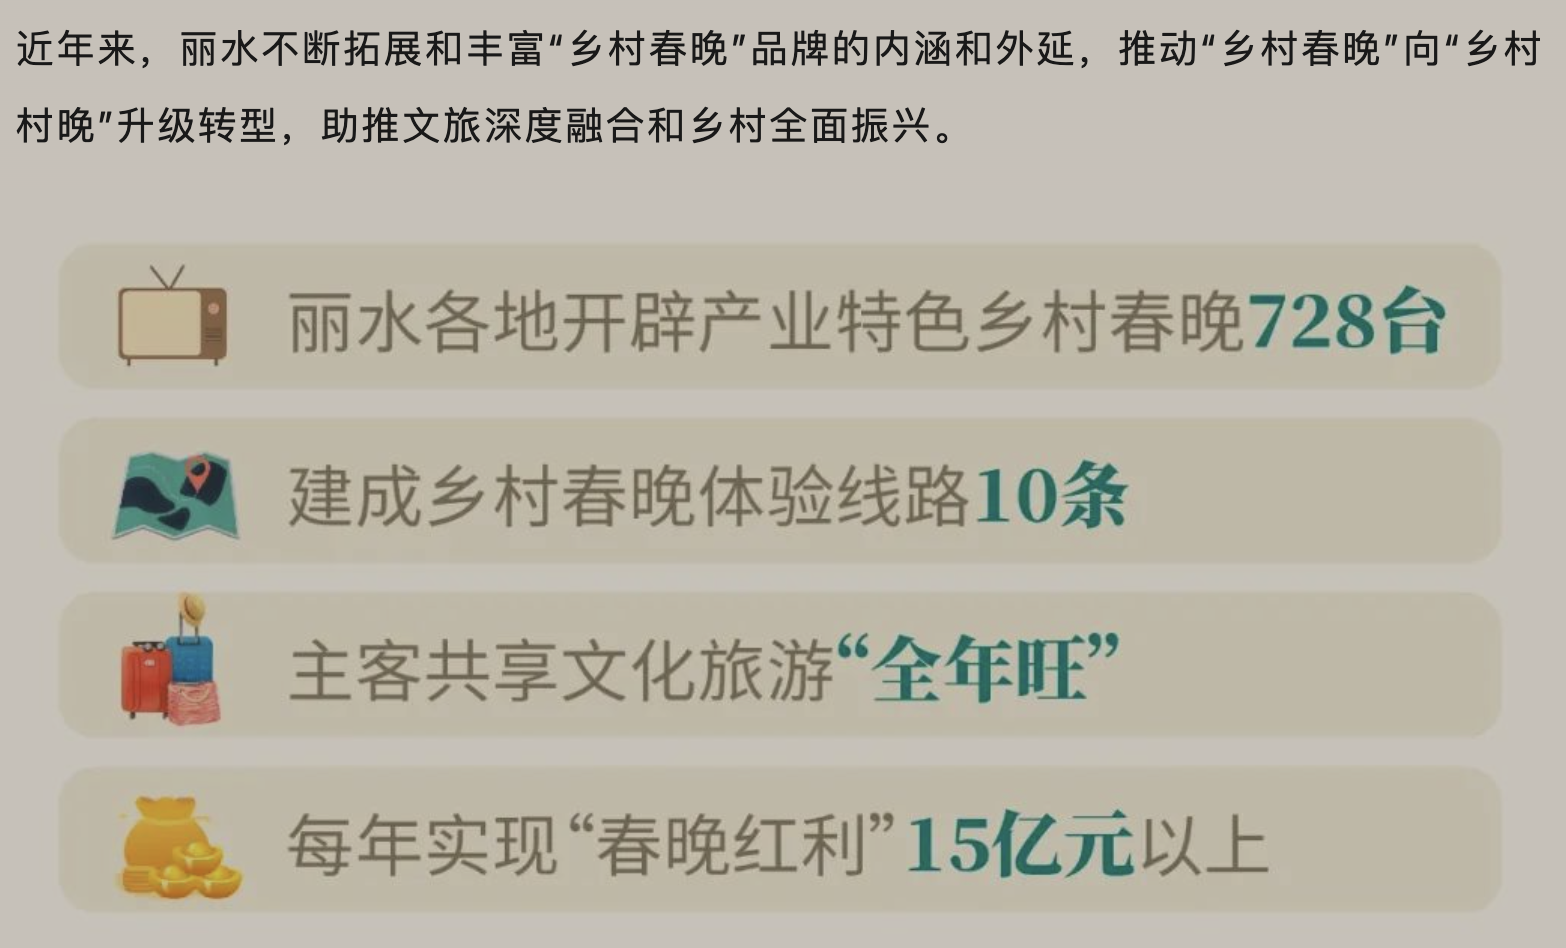 近年来，丽水不断拓展和丰富“乡村春晚”品牌的内涵和外延，推动“乡村春晚”向“乡村
村晚”升级转型，助推文旅深度融合和乡村全面振兴。
丽水各地开辟产业特色乡村春晚728台
建成乡村春晚体验线路10条
主客共享文化旅游“全年旺”
每年实现“春晚红利”15亿元以上